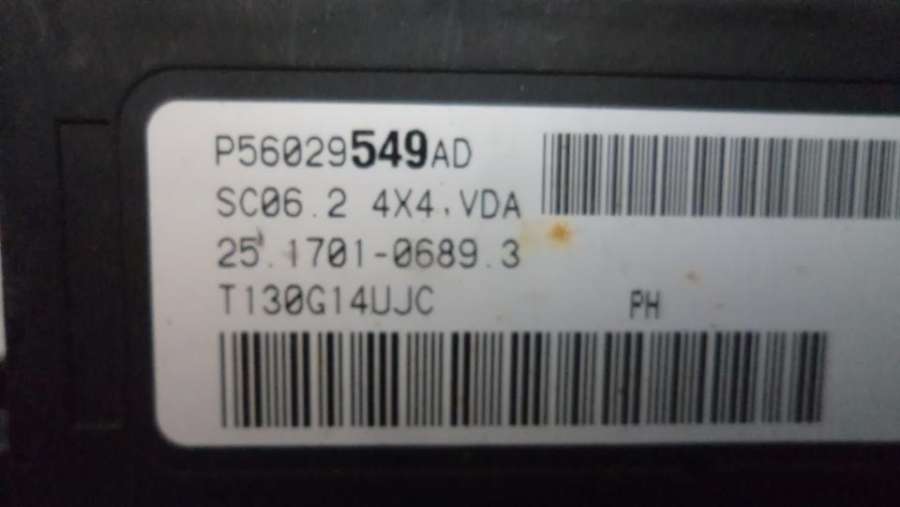 P56029549AD
SC06.2 4X4,VDA
25.1701-0689.3
T130G14UJC PH